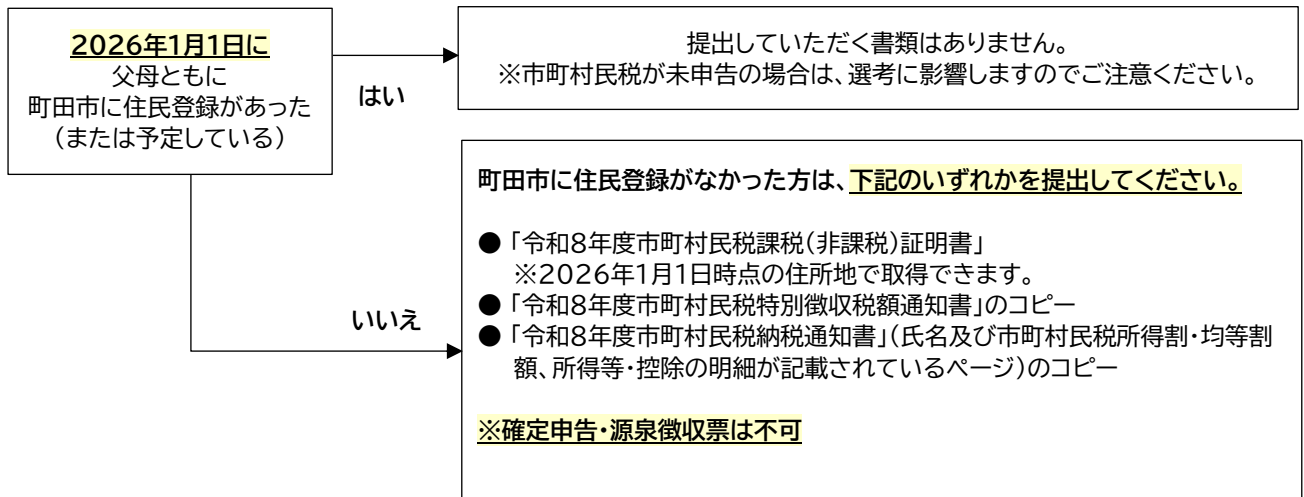 2026年1月1日に
父母ともに
町田市に住民登録があった
（または予定している）
はい
提出していただく書類はありません。
※市町村民税が未申告の場合は、選考に影響しますのでご注意ください。
いいえ
町田市に住民登録がなかった方は、下記のいずれかを提出してください。
●「令和8年度市町村民税課税（非課税）証明書」
※2026年1月1日時点の住所地で取得できます。
●「令和8年度市町村民税特別徴収税額通知書」のコピー
●「令和8年度市町村民税納税通知書」（氏名及び市町村民税所得割・均等割
額、所得等・控除の明細が記載されているページ）のコピー
※確定申告・源泉徴収票は不可